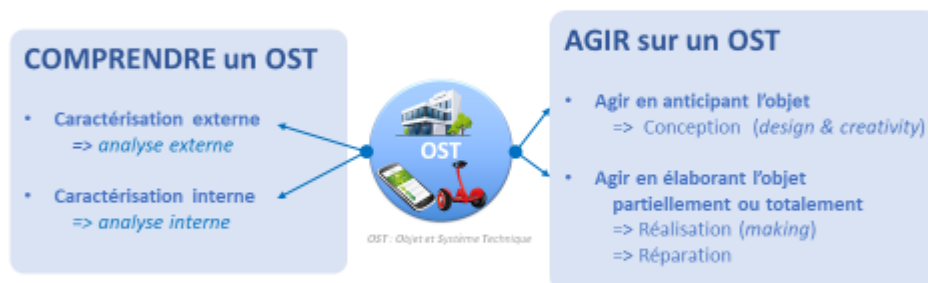 COMPRENDRE un OST
• Caractérisation externe
=> analyse externe
• Caractérisation interne
=> analyse interne
OST
OST : Objet et Système Technique
AGIR sur un OST
• Agir en anticipant l'objet
=> Conception (design & creativity)
• Agir en élaborant l'objet
partiellement ou totalement
=> Réalisation (making)
=> Réparation